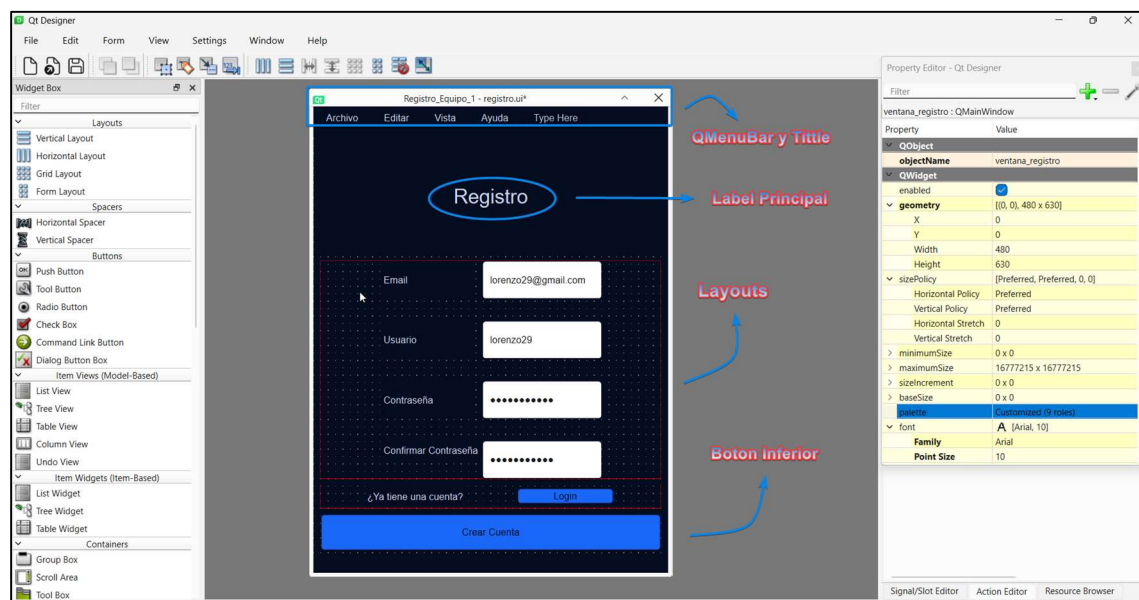 Qt Designer
File Edit Form View Settings Window Help
Widget Box
Filter
Layouts
Vertical Layout
Horizontal Layout
Grid Layout
Form Layout
Spacers
Horizontal Spacer
Vertical Spacer
Buttons
OK Push Button
Tool Button
Radio Button
Check Box
Command Link Button
Dialog Button Box
Item Views (Model-Based)
List View
Tree View
Table View
Column View
Undo View
Item Widgets (Item-Based)
List Widget
Tree Widget
Table Widget
Containers
Group Box
Scroll Area
Tool Box
Registro_Equipo_1 - registro.ui*
Archivo Editar Vista Ayuda Type Here
Registro
Email lorenzo29@gmail.com
Usuario lorenzo29
Contraseña •••••••••••
Confirmar Contraseña •••••••••••
¿Ya tiene una cuenta? Login
Crear Cuenta
QMenuBar y Tittle
Label Principal
Layouts
Boton Inferior
Property Editor - Qt Designer
Filter
ventana_registro : QMainWindow
Property Value
QObject
objectName ventana_registro
QWidget
enabled
geometry [(0, 0), 480 x 630]
X 0
Y 0
Width 480
Height 630
sizePolicy [Preferred, Preferred, 0, 0]
Horizontal Policy Preferred
Vertical Policy Preferred
Horizontal Stretch 0
Vertical Stretch 0
minimumSize 0 x 0
maximumSize 16777215 x 16777215
sizeIncrement 0 x 0
baseSize 0 x 0
palette Customized (9 roles)
font A [Arial, 10]
Family Arial
Point Size 10
Signal/Slot Editor Action Editor Resource Browser